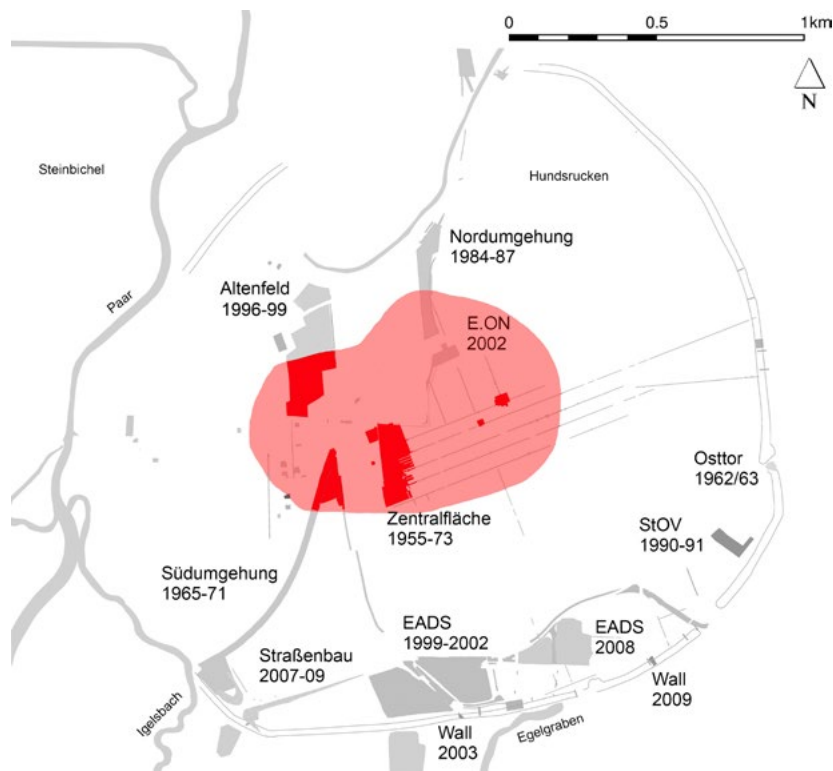 0 0.5 1km
N
Steinbichel
Hundsrucken
Nordumgehung
1984-87
Altenfeld
1996-99
Paar
E.ON
2002
Osttor
1962/63
Zentralfläche
1955-73
StOV
1990-91
Südumgehung
1965-71
EADS
1999-2002
EADS
2008
Straßenbau
2007-09
Wall
2009
Igelsbach
Wall
2003
Egelgraben